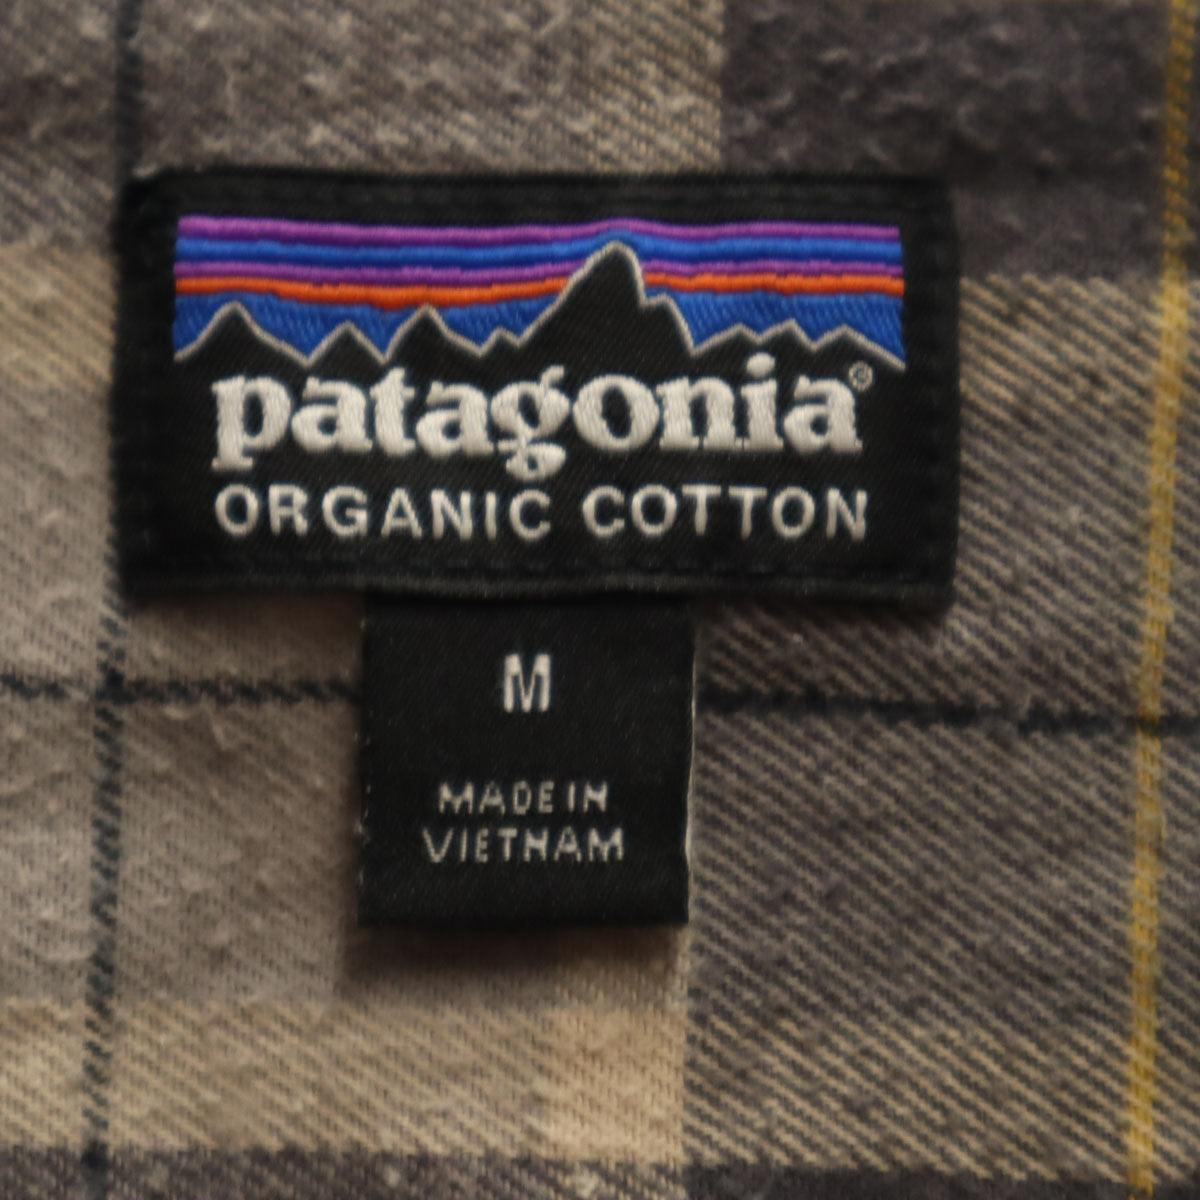 patagonia®
ORGANIC COTTON
M
MADE IN
VIETNAM